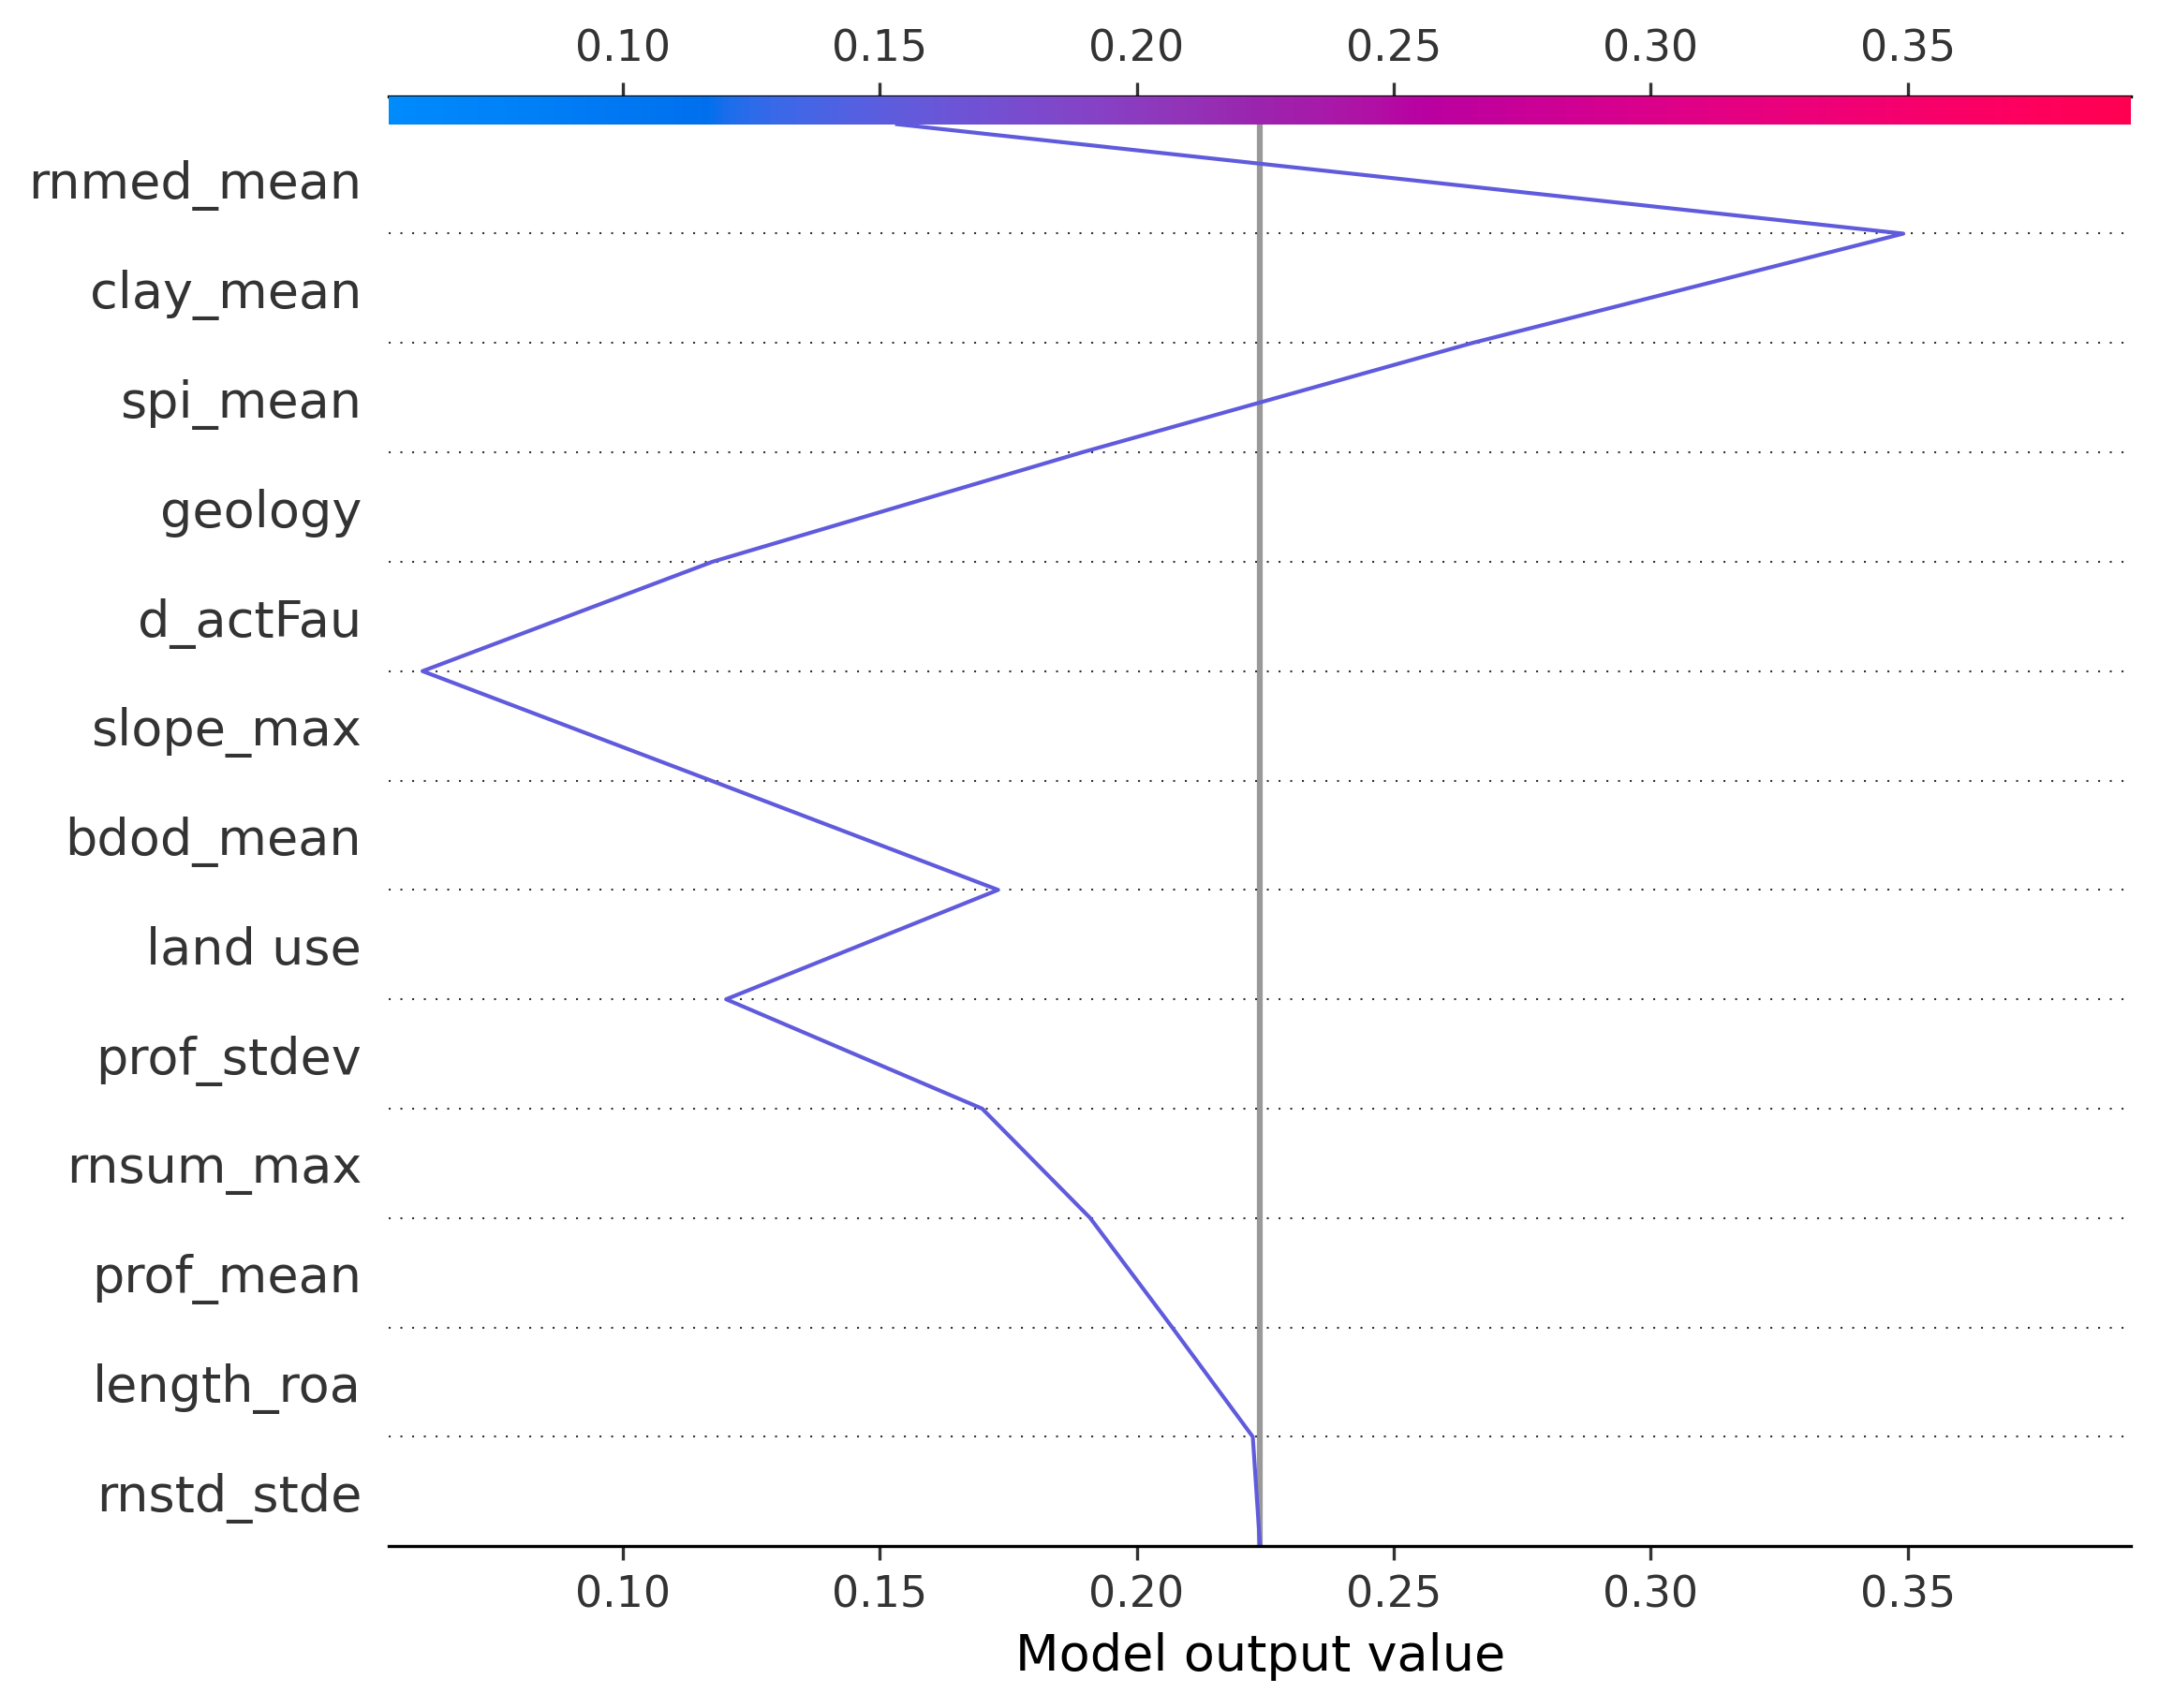 0.10 0.15 0.20 0.25 0.30 0.35
rnmed_mean
clay_mean
spi_mean
geology
d_actFau
slope_max
bdod_mean
land use
prof_stdev
rnsum_max
prof_mean
length_roa
rnstd_stde
0.10 0.15 0.20 0.25 0.30 0.35
Model output value